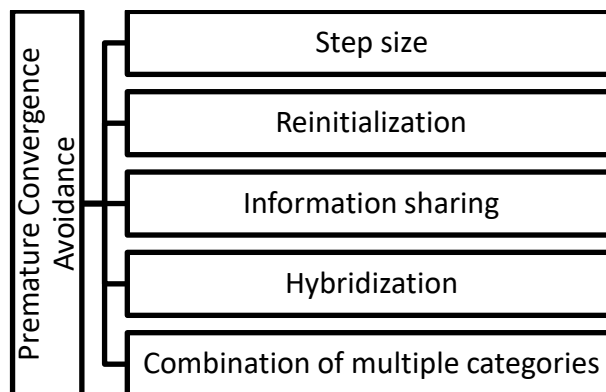 Premature Convergence
Avoidance
Step size
Reinitialization
Information sharing
Hybridization
Combination of multiple categories